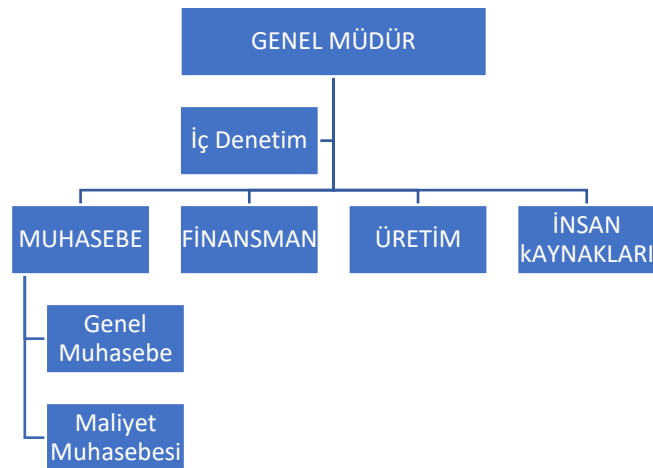 GENEL MÜDÜR
İç Denetim
MUHASEBE
FİNANSMAN
ÜRETİM
İNSAN
kAYNAKLARI
Genel
Muhasebe
Maliyet
Muhasebesi